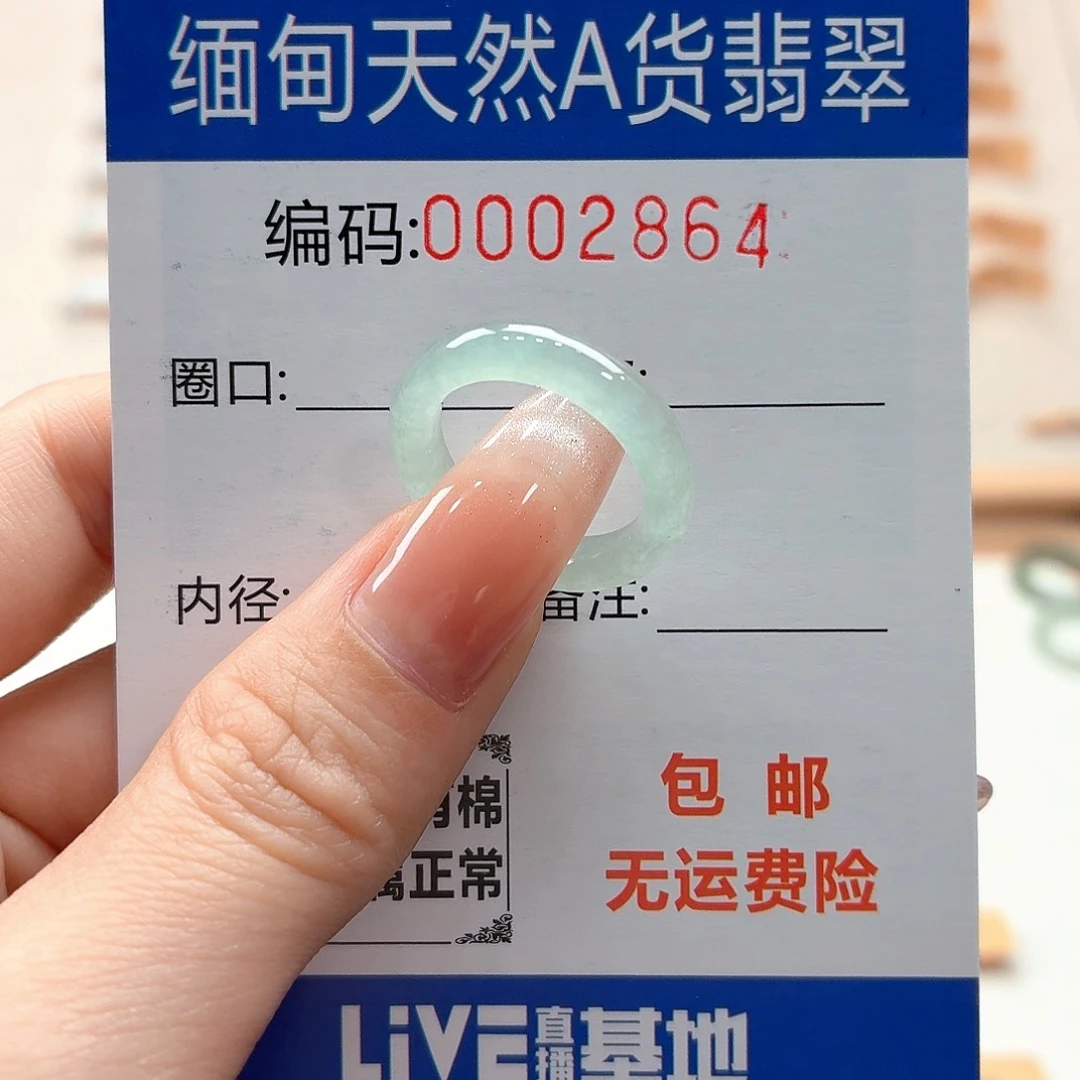 缅甸天然A货翡翠
编码:0002864
圈口:
内径: 备注:
棉
正常
包邮
无运费险
LiVE直播基地